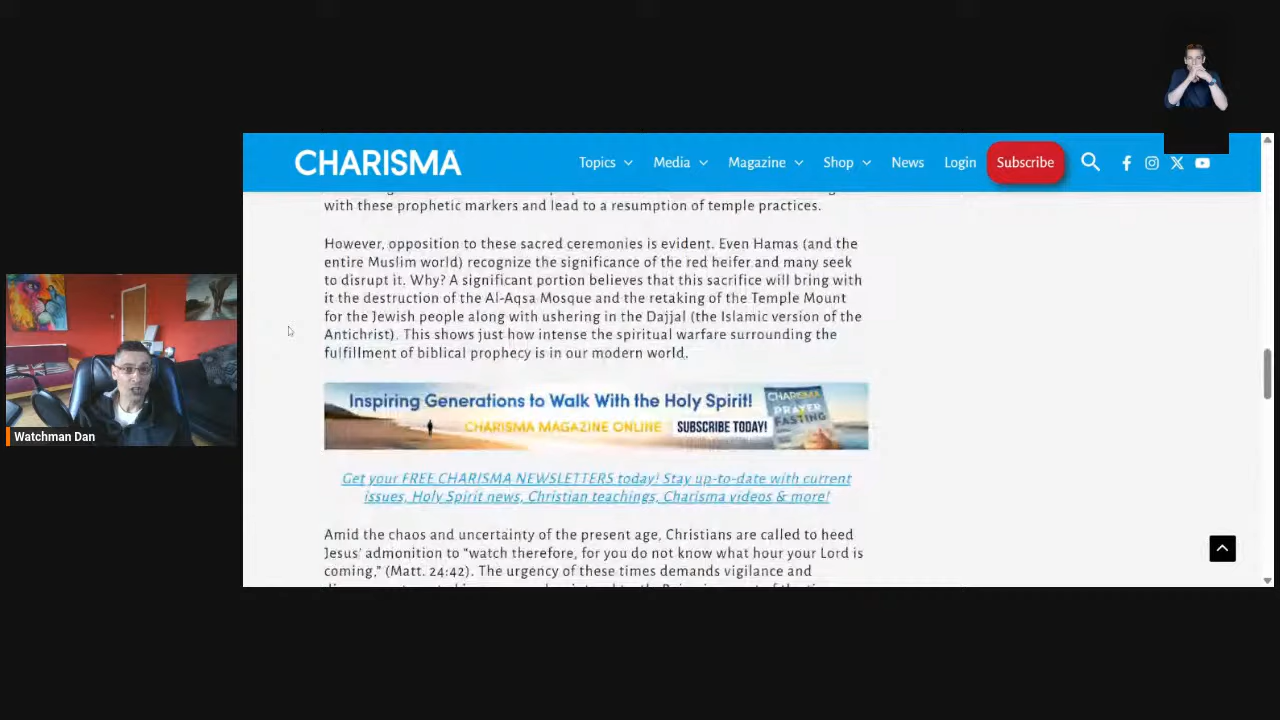 CHARISMA
Topics
Media
Magazine
Shop
News
Login
Subscribe
with these prophetic markers and lead to a resumption of temple practices.
However, opposition to these sacred ceremonies is evident. Even Hamas (and the
entire Muslim world) recognize the significance of the red heifer and many seek
to disrupt it. Why? A significant portion believes that this sacrifice will bring with
it the destruction of the Al-Aqsa Mosque and the retaking of the Temple Mount
for the Jewish people along with ushering in the Dajjal (the Islamic version of the
Antichrist). This shows just how intense the spiritual warfare surrounding the
fulfillment of biblical prophecy is in our modern world.
Inspiring Generations to Walk With the Holy Spirit!
CHARISMA MAGAZINE ONLINE
SUBSCRIBE TODAY!
CHARISMA
PRAYER
FASTING
Get your FREE CHARISMA NEWSLETTERS today! Stay up-to-date with current
issues, Holy Spirit news, Christian teachings, Charisma videos & more!
Amid the chaos and uncertainty of the present age, Christians are called to heed
Jesus' admonition to “watch therefore, for you do not know what hour your Lord is
coming,” (Matt. 24:42). The urgency of these times demands vigilance and
Watchman Dan